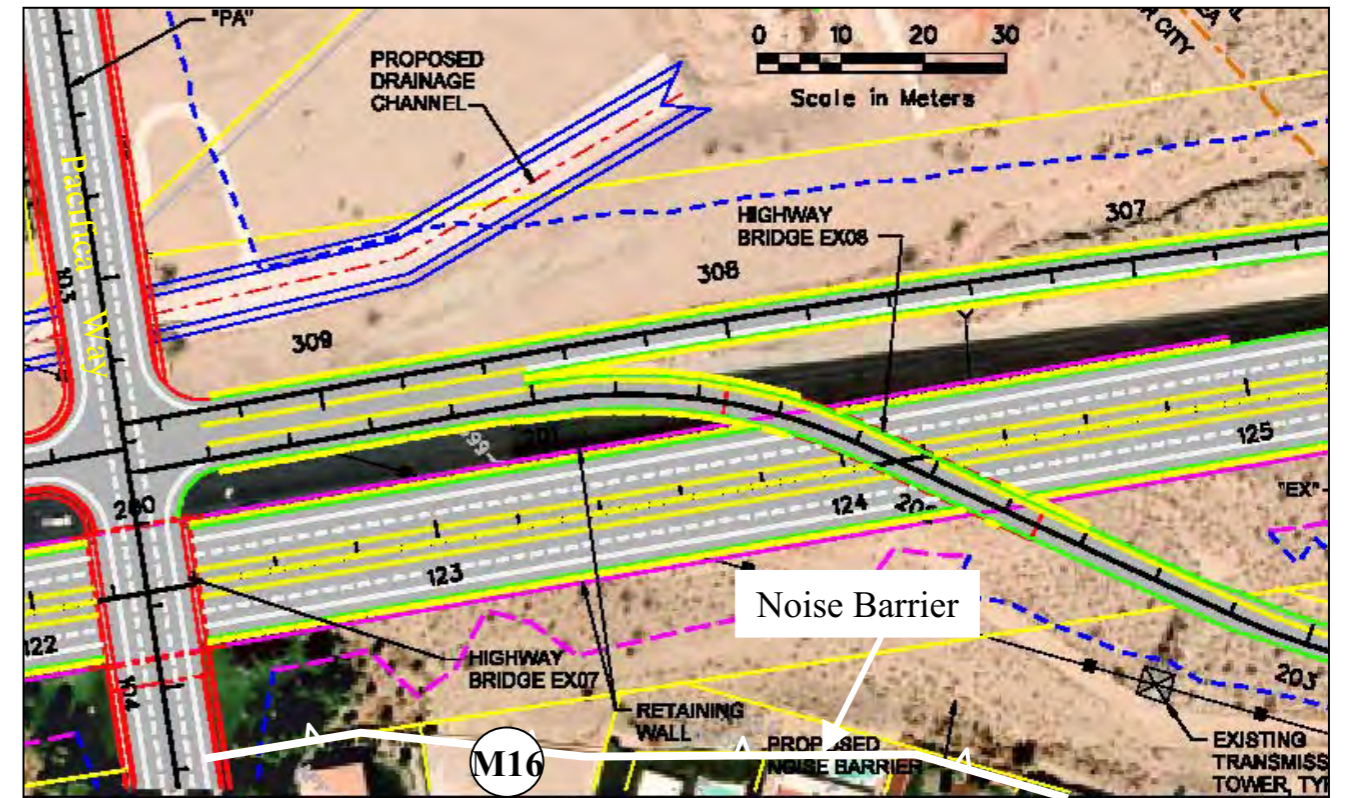 "PA"
R CITY
PROPOSED
DRAINAGE
CHANNEL
0 10 20 30
Scale in Meters
Pacifica Way
103
HIGHWAY
BRIDGE EX08
307
308
309
201
125
"EX"
124
200
123
122
Noise Barrier
HIGHWAY
BRIDGE EX07
104
203
RETAINING
WALL
M16
PROPOSED
NOISE BARRIER
EXISTING
TRANSMISS
TOWER, TY